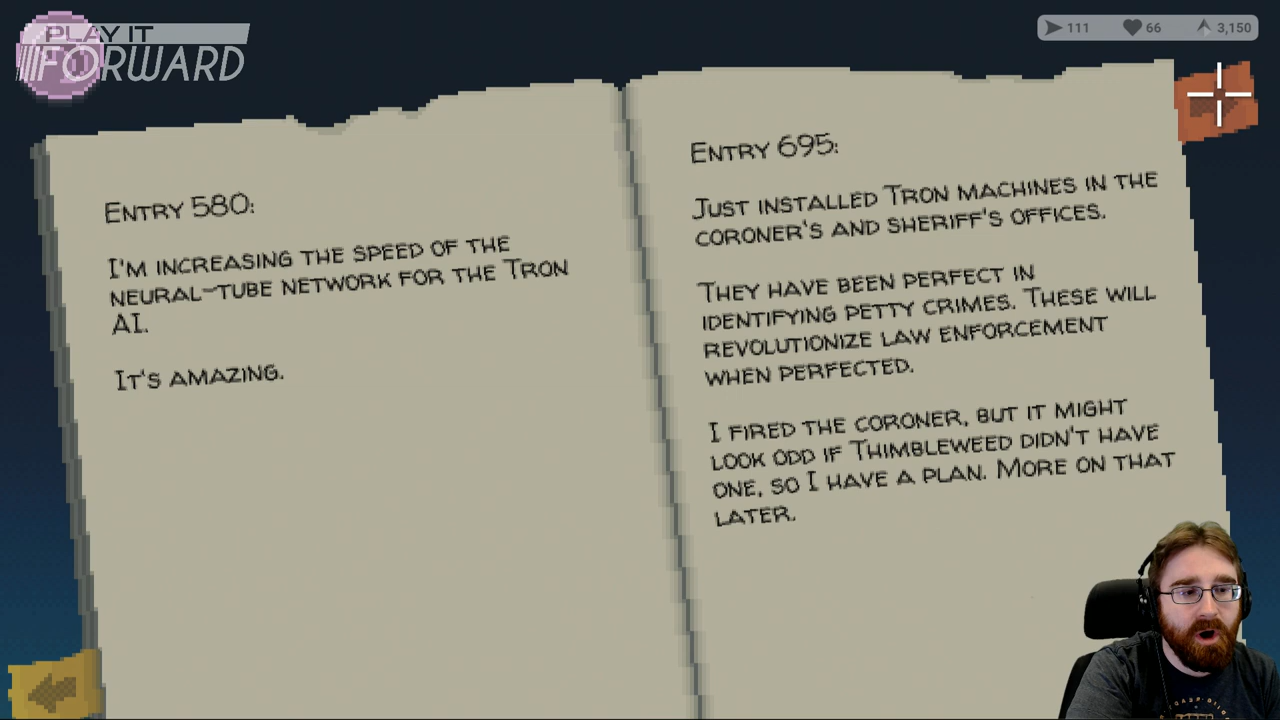 PLAY IT
FORWARD
111
66
3,150
ENTRY 580:
I'M INCREASING THE SPEED OF THE
NEURAL-TUBE NETWORK FOR THE TRON
AI.
IT'S AMAZING.
ENTRY 695:
JUST INSTALLED TRON MACHINES IN THE
CORONER'S AND SHERIFF'S OFFICES.
THEY HAVE BEEN PERFECT IN
IDENTIFYING PETTY CRIMES. THESE WILL
REVOLUTIONIZE LAW ENFORCEMENT
WHEN PERFECTED.
I FIRED THE CORONER, BUT IT MIGHT
LOOK ODD IF THIMBLEWEED DIDN'T HAVE
ONE, SO I HAVE A PLAN. MORE ON THAT
LATER.